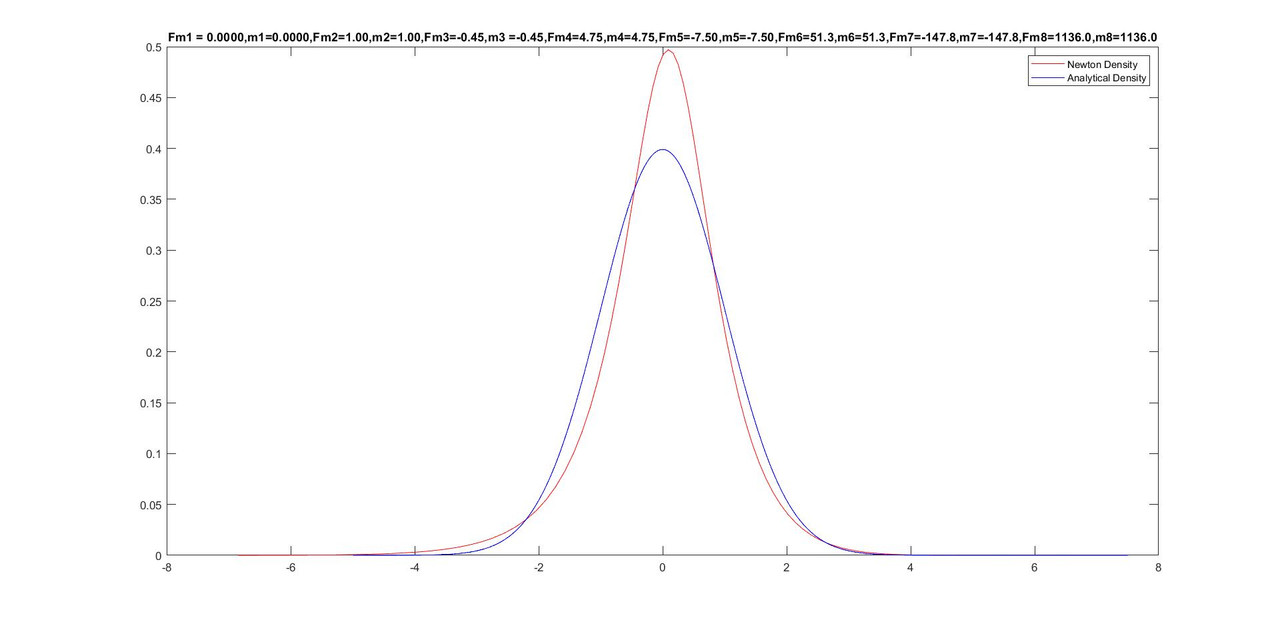 Fm1 = 0.0000,m1=0.0000,Fm2=1.00,m2=1.00,Fm3=-0.45,m3 =-0.45,Fm4=4.75,m4=4.75,Fm5=-7.50,m5=-7.50,Fm6=51.3,m6=51.3,Fm7=-147.8,m7=-147.8,Fm8=1136.0,m8=1136.0
Newton Density
Analytical Density
0.5
0.45
0.4
0.35
0.3
0.25
0.2
0.15
0.1
0.05
0
-8 -6 -4 -2 0 2 4 6 8